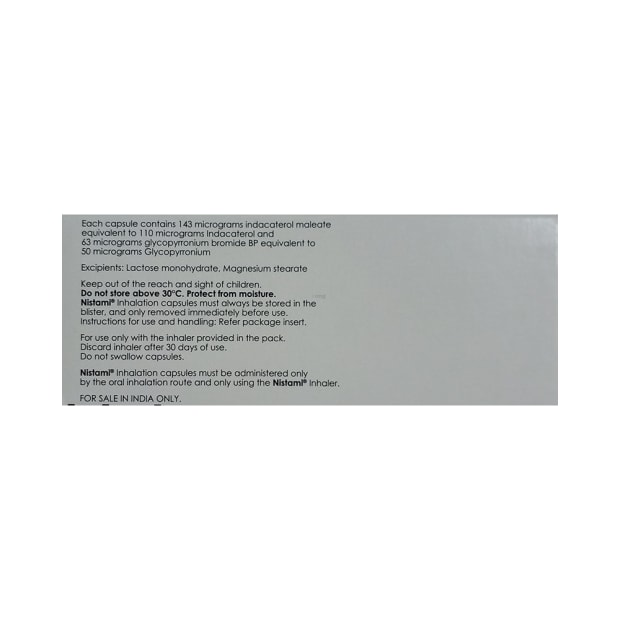 Each capsule contains 143 micrograms indacaterol maleate
equivalent to 110 micrograms Indacaterol and
63 micrograms glycopyrronium bromide BP equivalent to
50 micrograms Glycopyrronium
Excipients: Lactose monohydrate, Magnesium stearate
Keep out of the reach and sight of children.
Do not store above 30°C. Protect from moisture.
Nistami® Inhalation capsules must always be stored in the
blister, and only removed immediately before use.
Instructions for use and handling: Refer package insert.
For use only with the inhaler provided in the pack.
Discard inhaler after 30 days of use.
Do not swallow capsules.
Nistami® Inhalation capsules must be administered only
by the oral inhalation route and only using the Nistami® Inhaler.
FOR SALE IN INDIA ONLY.